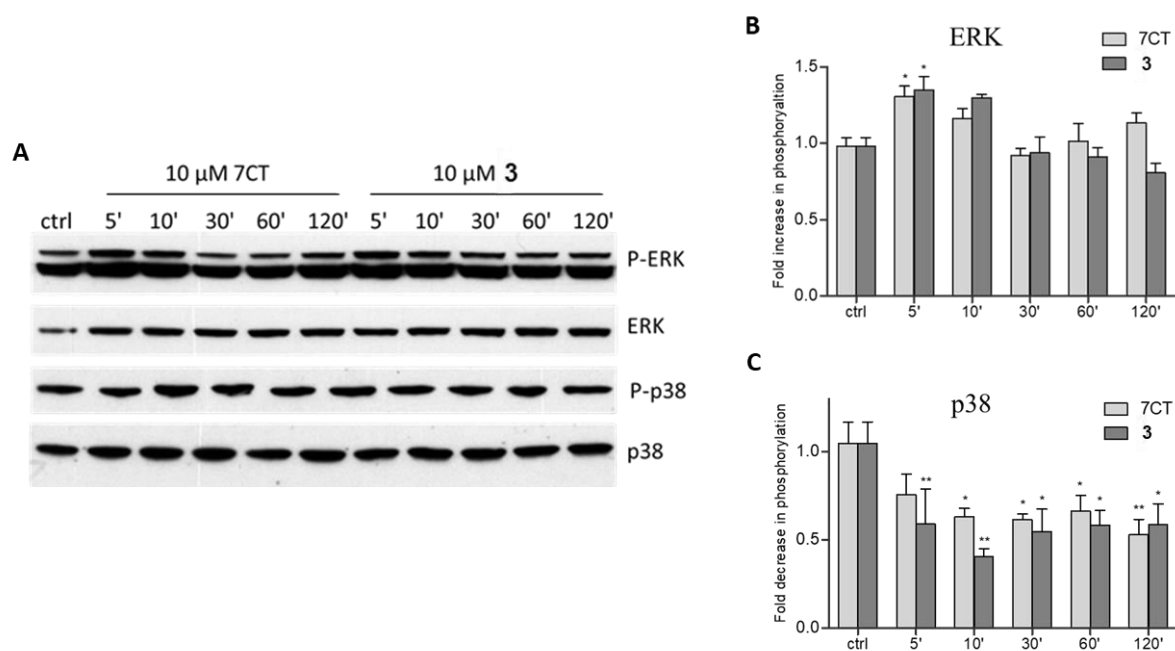 A
10 µM 7CT 10 µM 3
ctrl 5' 10' 30' 60' 120' 5' 10' 30' 60' 120'
P-ERK
ERK
P-p38
p38
B
ERK
7CT
3
Fold increase in phosphoryaltion
1.5
1.0
0.5
0.0
* *
ctrl 5' 10' 30' 60' 120'
C
p38
7CT
3
Fold decrease in phosphorylation
1.0
0.5
0.0
** * ** * * * * ** *
ctrl 5' 10' 30' 60' 120'